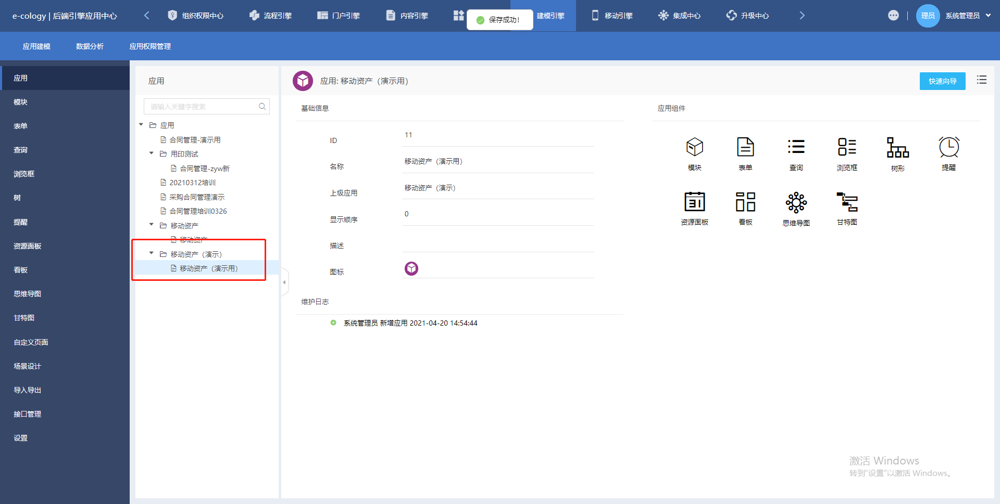 e-cology | 后端引擎应用中心
组织权限中心
流程引擎
门户引擎
内容引擎
保存成功！
建模引擎
移动引擎
集成中心
升级中心
理员
系统管理员
应用建模
数据分析
应用权限管理
应用
模块
表单
查询
浏览框
树
提醒
资源面板
看板
思维导图
甘特图
自定义页面
场景设计
导入导出
接口管理
设置
应用
请输入关键字搜索
应用
合同管理-演示用
用印测试
合同管理-zyw新
20210312培训
采购合同管理演示
合同管理培训0326
移动资产
移动资产
移动资产（演示）
移动资产（演示用）
应用: 移动资产（演示用）
快速向导
基础信息
ID
11
名称
移动资产（演示用）
上级应用
移动资产（演示）
显示顺序
0
描述
图标
维护日志
系统管理员 新增应用 2021-04-20 14:54:44
应用组件
模块
表单
查询
浏览框
树形
提醒
31
资源面板
看板
思维导图
甘特图
激活 Windows
转到“设置”以激活 Windows。